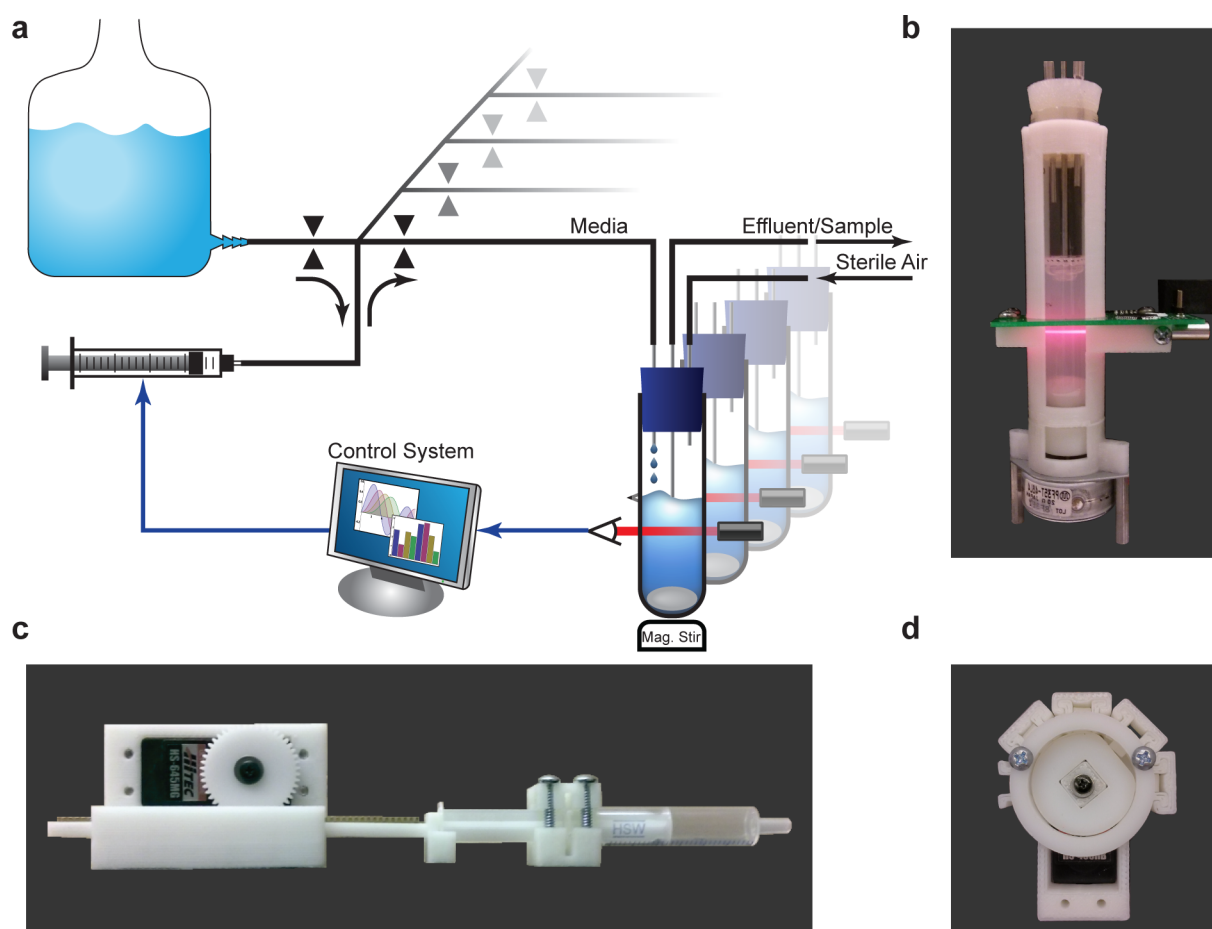 a
b
Media
Effluent/Sample
Sterile Air
Control System
Mag. Stir
c
d
HITEC
HS-645MG
HSW